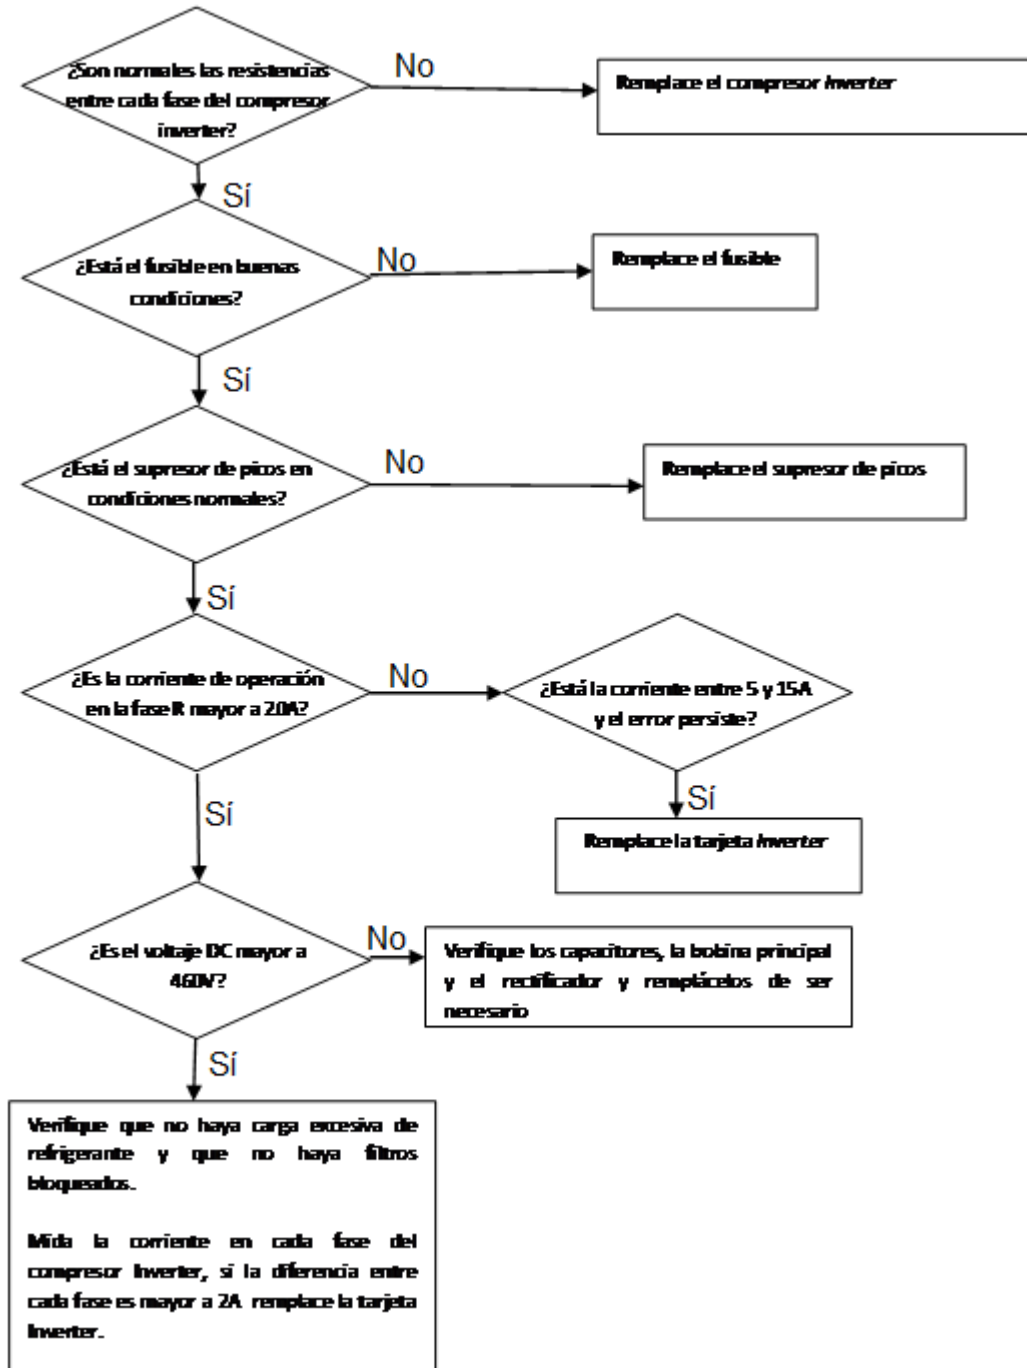 ¿Son normales las resistencias
entre cada fase del compresor
inverter?
No
Remplace el compresor Inverter
Sí
¿Está el fusible en buenas
condiciones?
No
Remplace el fusible
Sí
¿Está el supresor de picos en
condiciones normales?
No
Remplace el supresor de picos
Sí
¿Es la corriente de operación
en la fase R mayor a 20A?
No
¿Está la corriente entre 5 y 15A
y el error persiste?
Sí
Remplace la tarjeta Inverter
Sí
¿Es el voltaje DC mayor a
460V?
No
Verifique los capacitores, la bobina principal
y el rectificador y remplácelos de ser
necesario
Sí
Verifique que no haya carga excesiva de
refrigerante y que no haya filtros
bloqueados.
Mida la corriente en cada fase del
compresor Inverter, si la diferencia entre
cada fase es mayor a 2A remplace la tarjeta
Inverter.